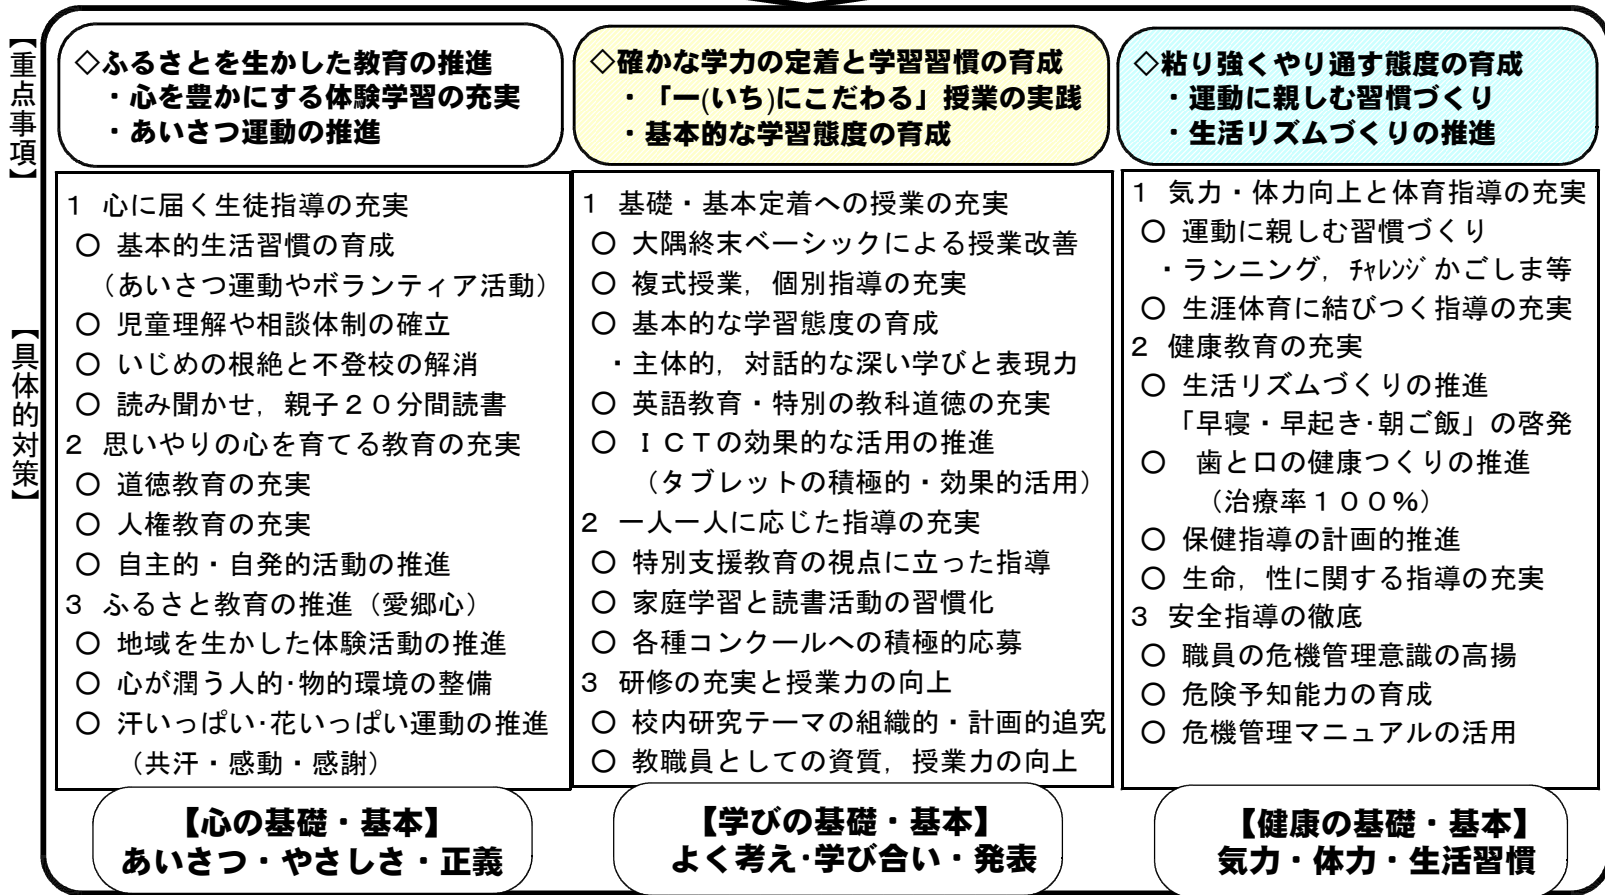 【重点事項】
◇ふるさとを生かした教育の推進
・心を豊かにする体験学習の充実
・あいさつ運動の推進
◇確かな学力の定着と学習習慣の育成
・「一(いち)にこだわる」授業の実践
・基本的な学習態度の育成
◇粘り強くやり通す態度の育成
・運動に親しむ習慣づくり
・生活リズムづくりの推進
【具体的対策】
1 心に届く生徒指導の充実
○ 基本的生活習慣の育成
（あいさつ運動やボランティア活動）
○ 児童理解や相談体制の確立
○ いじめの根絶と不登校の解消
○ 読み聞かせ，親子２０分間読書
2 思いやりの心を育てる教育の充実
○ 道徳教育の充実
○ 人権教育の充実
○ 自主的・自発的活動の推進
3 ふるさと教育の推進（愛郷心）
○ 地域を生かした体験活動の推進
○ 心が潤う人的･物的環境の整備
○ 汗いっぱい･花いっぱい運動の推進
（共汗・感動・感謝）
1 基礎・基本定着への授業の充実
○ 大隅終末ベーシックによる授業改善
○ 複式授業，個別指導の充実
○ 基本的な学習態度の育成
・主体的，対話的な深い学びと表現力
○ 英語教育・特別の教科道徳の充実
○ ＩＣＴの効果的な活用の推進
（タブレットの積極的・効果的活用）
2 一人一人に応じた指導の充実
○ 特別支援教育の視点に立った指導
○ 家庭学習と読書活動の習慣化
○ 各種コンクールへの積極的応募
3 研修の充実と授業力の向上
○ 校内研究テーマの組織的・計画的追究
○ 教職員としての資質，授業力の向上
1 気力・体力向上と体育指導の充実
○ 運動に親しむ習慣づくり
・ランニング，ﾁｬﾚﾝｼﾞかごしま等
○ 生涯体育に結びつく指導の充実
2 健康教育の充実
○ 生活リズムづくりの推進
「早寝・早起き･朝ご飯」の啓発
○ 歯と口の健康つくりの推進
（治療率１００％）
○ 保健指導の計画的推進
○ 生命，性に関する指導の充実
3 安全指導の徹底
○ 職員の危機管理意識の高揚
○ 危険予知能力の育成
○ 危機管理マニュアルの活用
【心の基礎・基本】
あいさつ・やさしさ・正義
【学びの基礎・基本】
よく考え･学び合い・発表
【健康の基礎・基本】
気力・体力・生活習慣